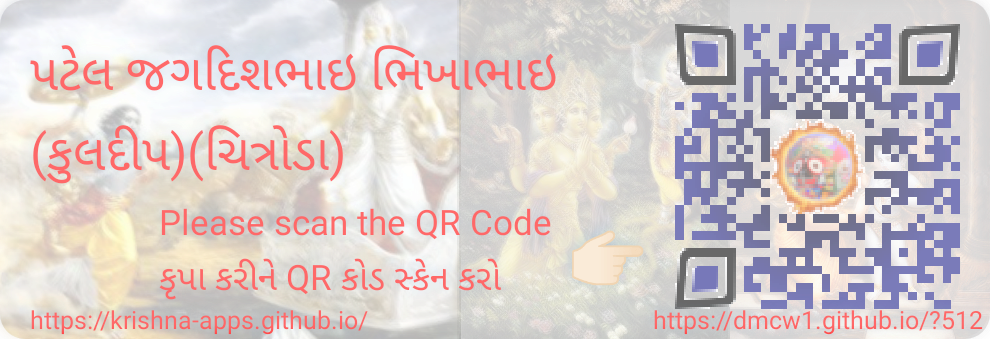 પટેલ જગદિશભાઇ ભિખાભાઇ
(કુલદીપ)(ચિત્રોડા)
Please scan the QR Code
કૃપા કરીને QR કોડ સ્કેન કરો
https://krishna-apps.github.io/
https://dmcw1.github.io/?512